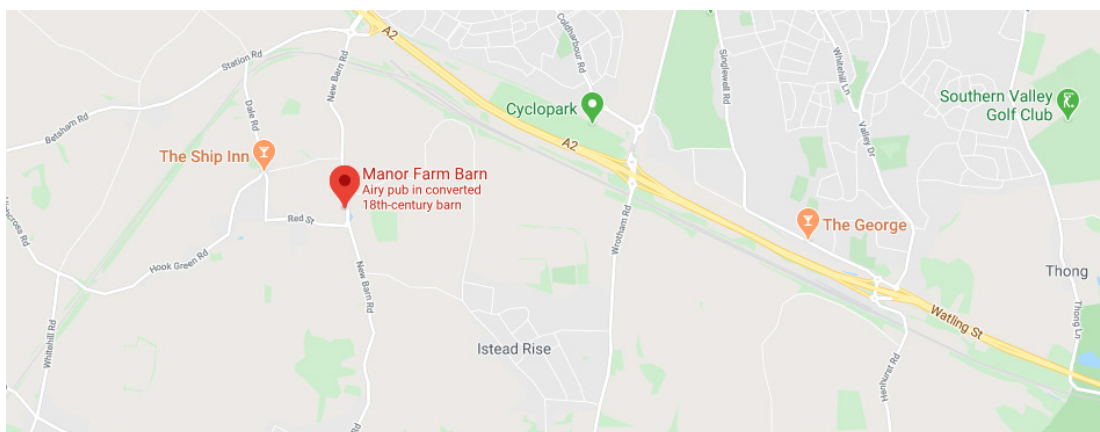 A2
Station Rd
New Barn Rd
Coldharbour Rd
Singlewell Rd
Whitehill Ln
Betsham Rd
Dale Rd
Cyclopark
Southern Valley
Golf Club
Valley Dr
A2
The Ship Inn
Manor Farm Barn
Airy pub in converted
18th-century barn
Red St
The George
Wrotham Rd
Hook Green Rd
New Barn Rd
Thong
Watling St
Thong Ln
Whitehill Rd
Istead Rise
Henhurst Rd